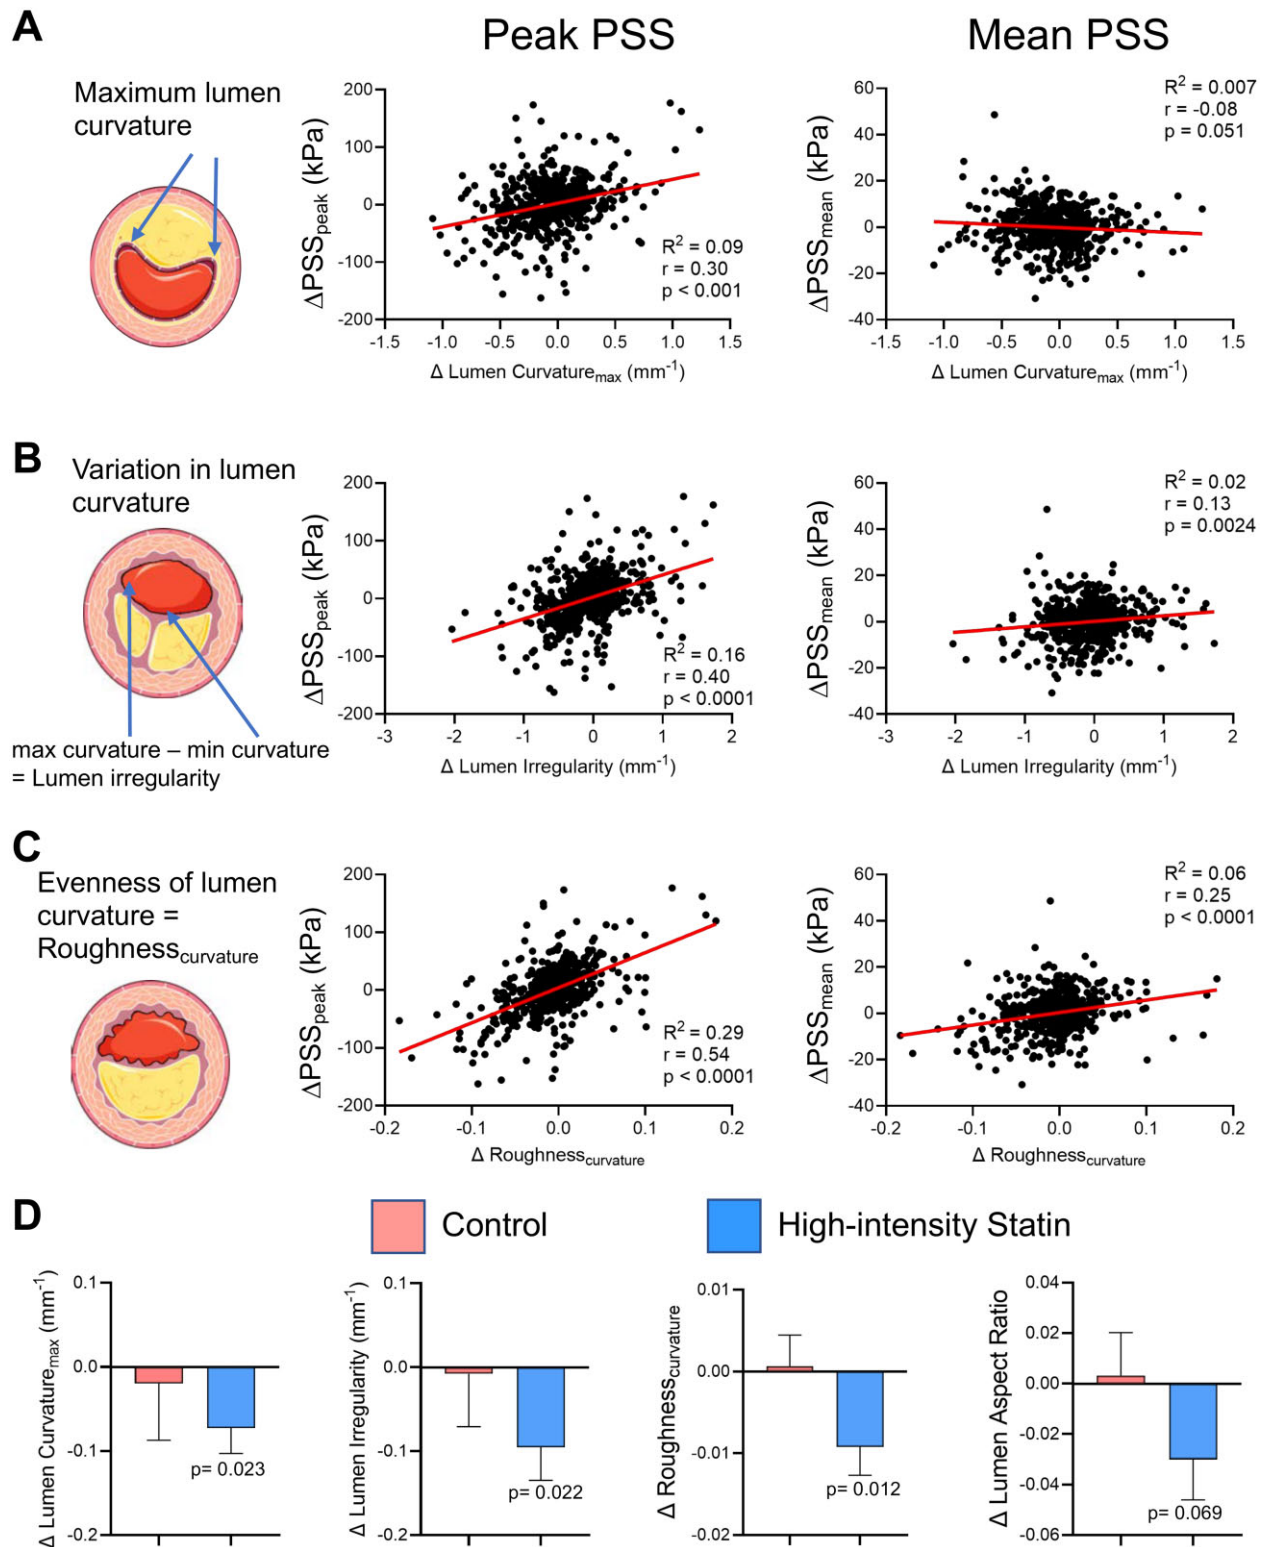 A
Peak PSS
Mean PSS
Maximum lumen
curvature
ΔPSSpeak (kPa)
200
100
0
-100
-200
R² = 0.09
r = 0.30
p < 0.001
-1.5 -1.0 -0.5 0.0 0.5 1.0 1.5
Δ Lumen Curvaturemax (mm⁻¹)
ΔPSSmean (kPa)
60
40
20
0
-20
-40
R² = 0.007
r = -0.08
p = 0.051
-1.5 -1.0 -0.5 0.0 0.5 1.0 1.5
Δ Lumen Curvaturemax (mm⁻¹)
B
Variation in lumen
curvature
max curvature – min curvature
= Lumen irregularity
ΔPSSpeak (kPa)
200
100
0
-100
-200
R² = 0.16
r = 0.40
p < 0.0001
-3 -2 -1 0 1 2
Δ Lumen Irregularity (mm⁻¹)
ΔPSSmean (kPa)
60
40
20
0
-20
-40
R² = 0.02
r = 0.13
p = 0.0024
-3 -2 -1 0 1 2
Δ Lumen Irregularity (mm⁻¹)
C
Evenness of lumen
curvature =
Roughnesscurvature
ΔPSSpeak (kPa)
200
100
0
-100
-200
R² = 0.29
r = 0.54
p < 0.0001
-0.2 -0.1 0.0 0.1 0.2
Δ Roughnesscurvature
ΔPSSmean (kPa)
60
40
20
0
-20
-40
R² = 0.06
r = 0.25
p < 0.0001
-0.2 -0.1 0.0 0.1 0.2
Δ Roughnesscurvature
D
Control
High-intensity Statin
Δ Lumen Curvaturemax (mm⁻¹)
0.1
0.0
-0.1
-0.2
p= 0.023
Δ Lumen Irregularity (mm⁻¹)
0.1
0.0
-0.1
-0.2
p= 0.022
Δ Roughnesscurvature
0.01
0.00
-0.01
-0.02
p= 0.012
Δ Lumen Aspect Ratio
0.04
0.02
0.00
-0.02
-0.04
-0.06
p= 0.069